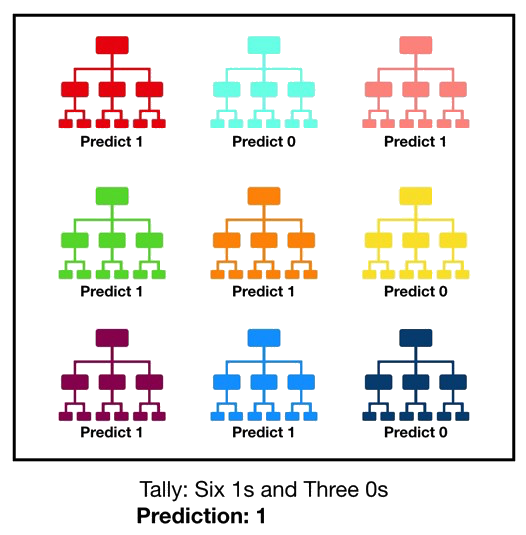 Predict 1 Predict 0 Predict 1
Predict 1 Predict 1 Predict 0
Predict 1 Predict 1 Predict 0
Tally: Six 1s and Three 0s
Prediction: 1